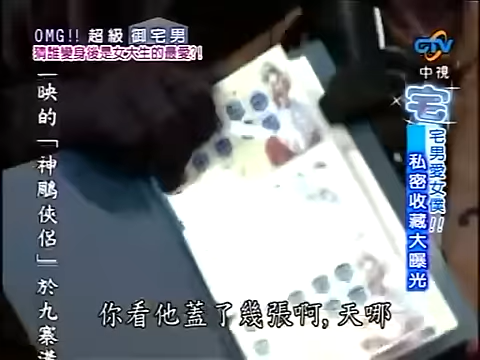 OMG!! 超級 御宅男
猜誰變身後是女大生的最愛?!
CTV
中視
宅
宅男愛女僕!!
私密收藏大曝光
一映的「神鵰俠侶」於九寨溝
你看他蓋了幾張啊,天哪